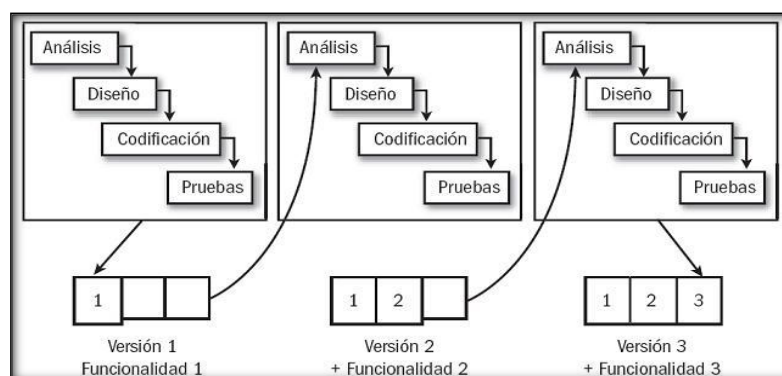 Análisis
Diseño
Codificación
Pruebas
Análisis
Diseño
Codificación
Pruebas
Análisis
Diseño
Codificación
Pruebas
1
1 2
1 2 3
Versión 1
Funcionalidad 1
Versión 2
+ Funcionalidad 2
Versión 3
+ Funcionalidad 3